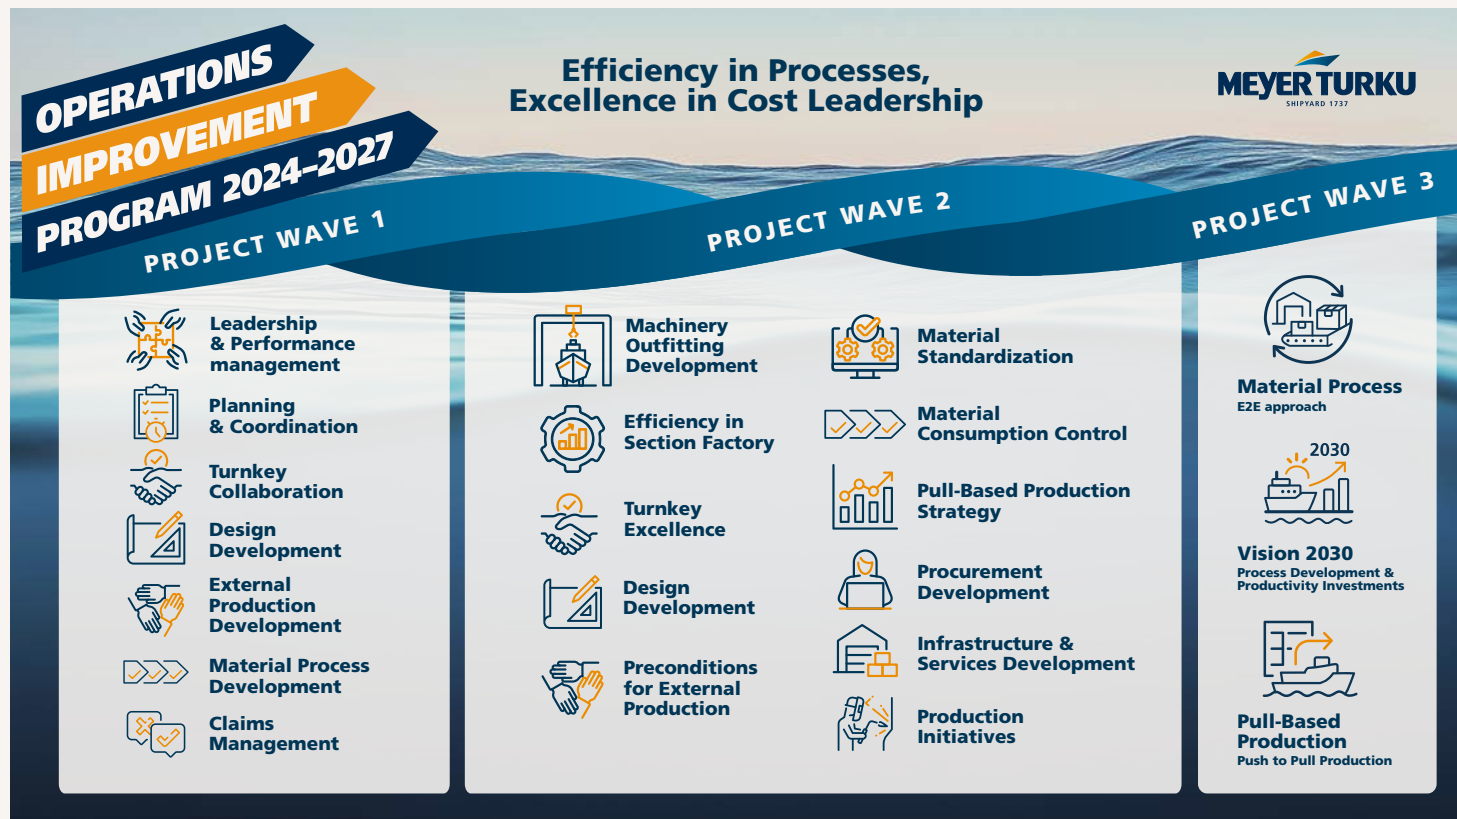 OPERATIONS
IMPROVEMENT
PROGRAM 2024–2027
Efficiency in Processes,
Excellence in Cost Leadership
MEYER TURKU
SHIPYARD 1737
PROJECT WAVE 1
Leadership
& Performance
management
Planning
& Coordination
Turnkey
Collaboration
Design
Development
External
Production
Development
Material Process
Development
Claims
Management
PROJECT WAVE 2
Machinery
Outfitting
Development
Efficiency in
Section Factory
Turnkey
Excellence
Design
Development
Preconditions
for External
Production
Material
Standardization
Material
Consumption Control
Pull-Based Production
Strategy
Procurement
Development
Infrastructure &
Services Development
Production
Initiatives
PROJECT WAVE 3
Material Process
E2E approach
2030
Vision 2030
Process Development &
Productivity Investments
Pull-Based
Production
Push to Pull Production